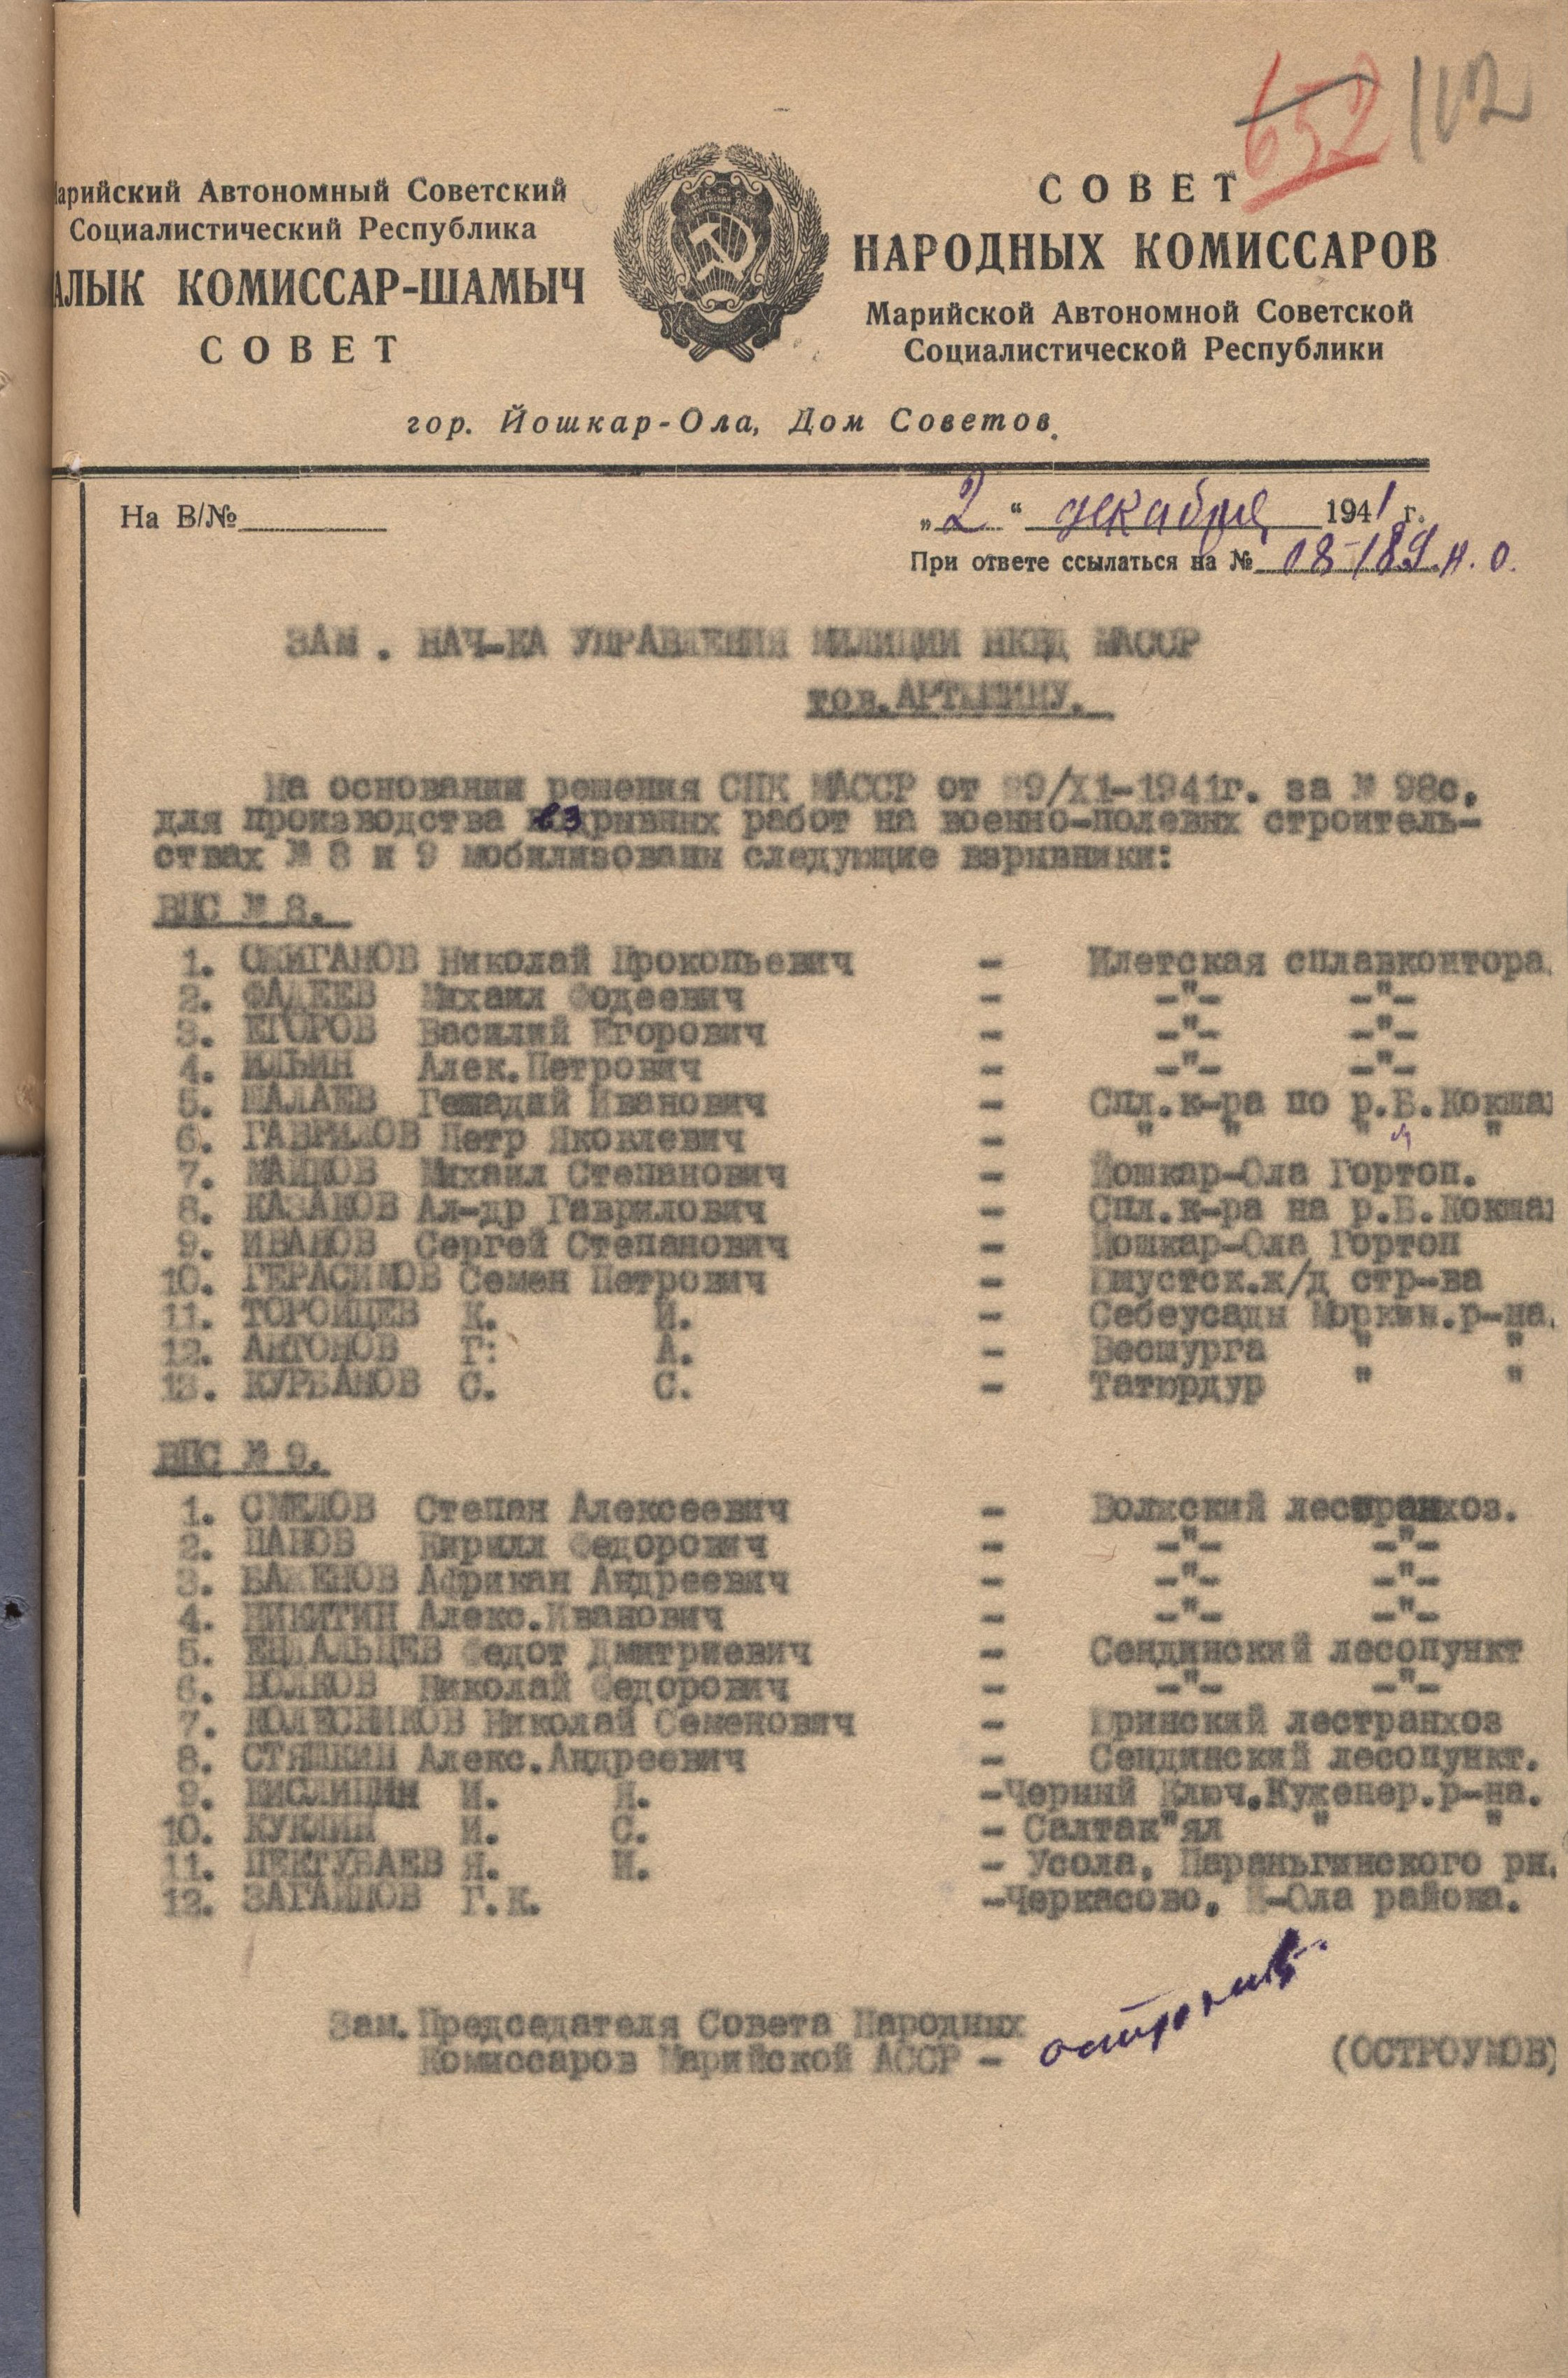 652 112
Марийский Автономный Советский
Социалистический Республика
АЛЫК КОМИССАР-ШАМЫЧ
СОВЕТ
СОВЕТ
НАРОДНЫХ КОМИССАРОВ
Марийской Автономной Советской
Социалистической Республики
гор. Йошкар-Ола, Дом Советов.
На В/№
„2“ декабря 1941 г.
При ответе ссылаться на № 08-189 н.о.
ЗАМ. НАЧ-КА УПРАВЛЕНИЯ МИЛИЦИИ НКВД МАССР
тов.
На основании решения СНК МАССР от 29/XI-1941г. за № 98с,
для производства взрывных работ на военно-полевых строитель-
ствах № 8 и 9 мобилизованы следующие взрывники:
ВПС № 8.
1. ОЖИГАНОВ Николай Прокопьевич - Илетская сплавконтора.
2. ФАДЕЕВ Михаил Фодеевич - -"- -"-
3. ЕГОРОВ Василий Егорович - -"- -"-
4. ИЛЬИН Алек.Петрович - -"- -"-
5. ШАЛАЕВ Геннадий Иванович - Спл.к-ра по р.Б.Кокша
6. ГАВРИЛОВ Петр Яковлевич - " " " "
7. Михаил Степанович - Йошкар-Ола Гортоп.
8. КАЗАКОВ Ал-др Гаврилович - Спл.к-ра на р.Б.Кокша
9. ИВАНОВ Сергей Степанович - Йошкар-Ола Гортоп
10. ГЕРАСИМОВ Семен Петрович - ж/д стр-ва
11. ТОРОЙЦЕВ К. И. - Себеусады Моркин.р-на.
12. АНТОНОВ Г: А. - Весшурга " "
13. КУРБАНОВ С. С. - Татюрдур " "
ВПС № 9.
1. СМЕЛОВ Степан Алексеевич - Волжский лестранхоз.
2. ПАНОВ Кирилл Федорович - -"- -"-
3. БАЖЕНОВ Африкан Андреевич - -"- -"-
4. НИКИТИН Алекс.Иванович - -"- -"-
5. ЕНДАЛЬЦЕВ Федот Дмитриевич - Сендинский лесопункт
6. ВОЛКОВ Николай Федорович - -"- -"-
7. КОЛЕСНИКОВ Николай Семенович - Юринский лестранхоз
8. СТЯЖКИН Алекс.Андреевич - Сендинский лесопункт.
9. КИСЛИЦИН И. Я. -Черный Ключ.Куженер.р-на.
10. КУКЛИН И. С. - Салтак"ял " "
11. ПЕКТУБАЕВ Я. И. - Усола, Параньгинского рн.
12. ЗАГАЙНОВ Г.К. -Черкасово, Й-Ола района.
Зам.Председателя Совета Народных
Комиссаров Марийской АССР - (ОСТРОУМОВ)